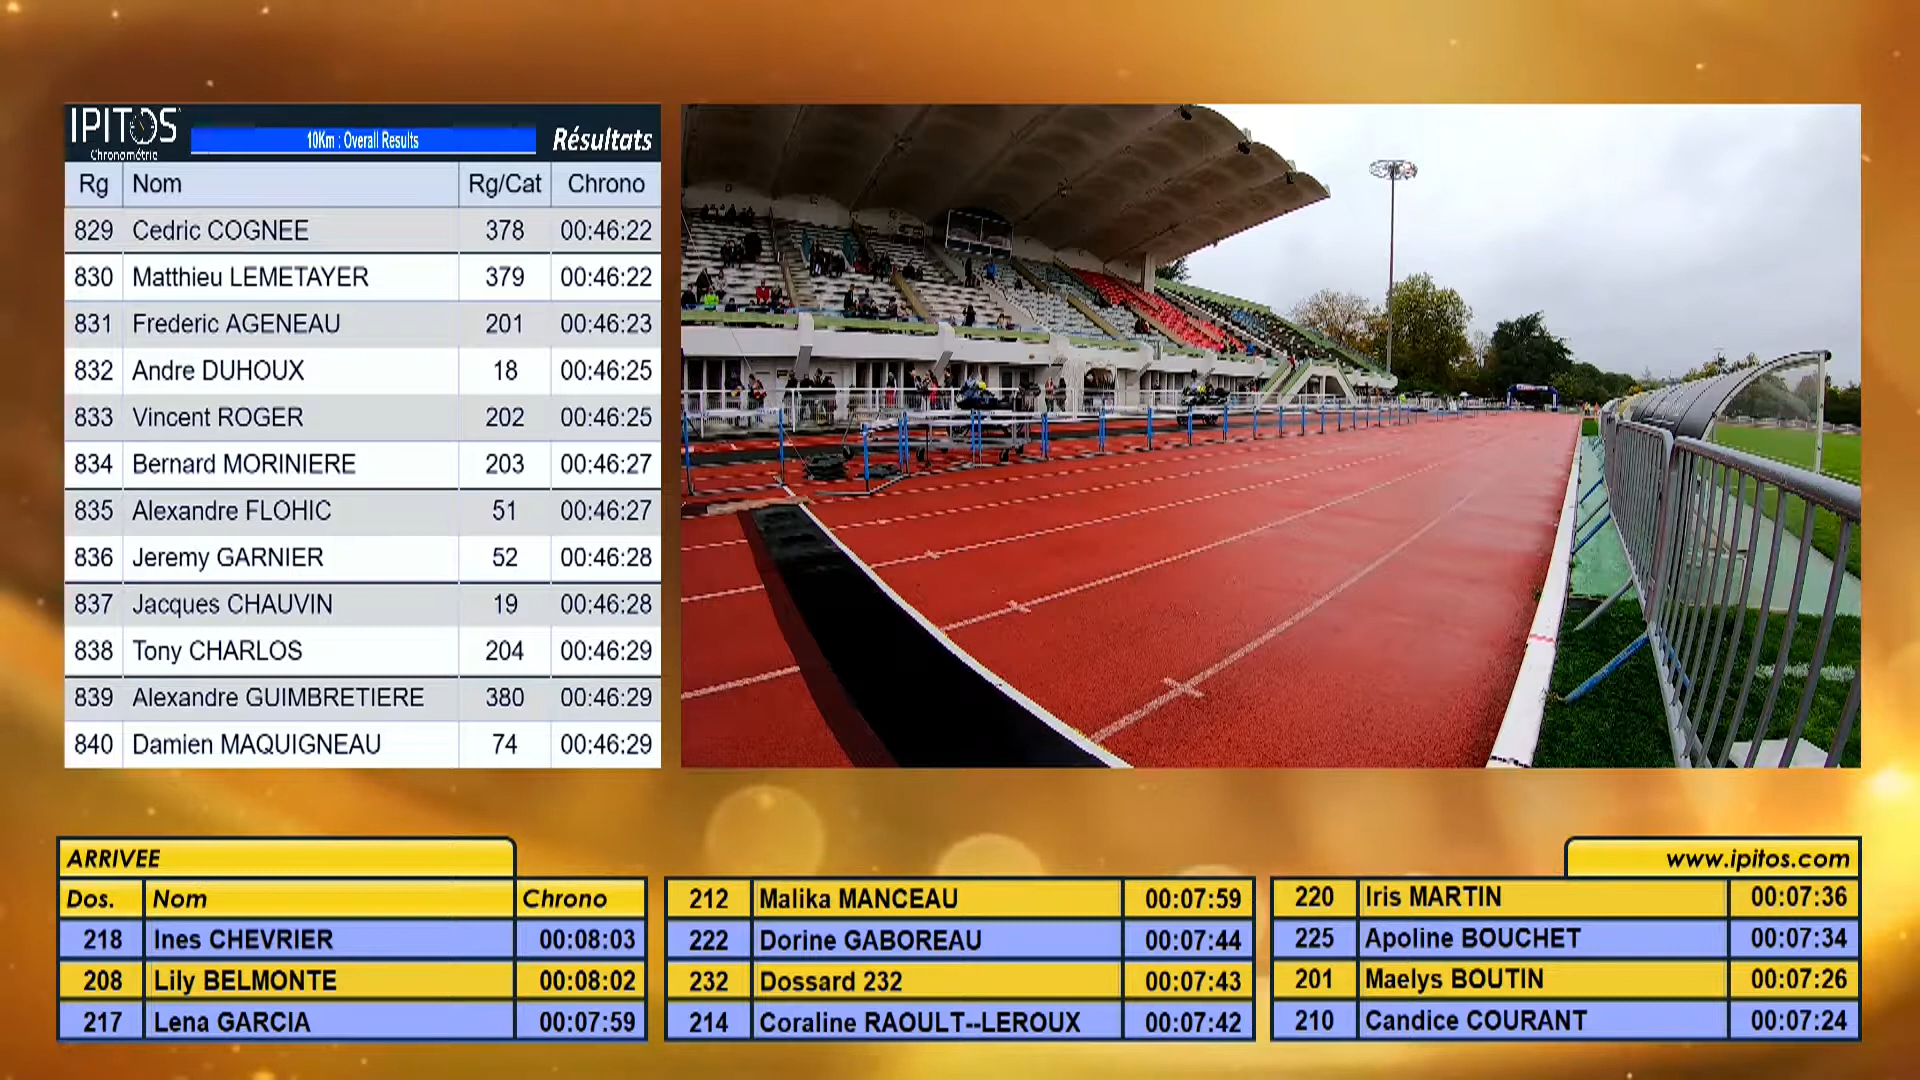 IPITOS
Chronométrie
10Km : Overall Results
Résultats
Rg Nom Rg/Cat Chrono
829 Cedric COGNEE 378 00:46:22
830 Matthieu LEMETAYER 379 00:46:22
831 Frederic AGENEAU 201 00:46:23
832 Andre DUHOUX 18 00:46:25
833 Vincent ROGER 202 00:46:25
834 Bernard MORINIERE 203 00:46:27
835 Alexandre FLOHIC 51 00:46:27
836 Jeremy GARNIER 52 00:46:28
837 Jacques CHAUVIN 19 00:46:28
838 Tony CHARLOS 204 00:46:29
839 Alexandre GUIMBRETIERE 380 00:46:29
840 Damien MAQUIGNEAU 74 00:46:29
ARRIVEE
Dos. Nom Chrono
218 Ines CHEVRIER 00:08:03
208 Lily BELMONTE 00:08:02
217 Lena GARCIA 00:07:59
212 Malika MANCEAU 00:07:59
222 Dorine GABOREAU 00:07:44
232 Dossard 232 00:07:43
214 Coraline RAOULT--LEROUX 00:07:42
www.ipitos.com
220 Iris MARTIN 00:07:36
225 Apoline BOUCHET 00:07:34
201 Maelys BOUTIN 00:07:26
210 Candice COURANT 00:07:24